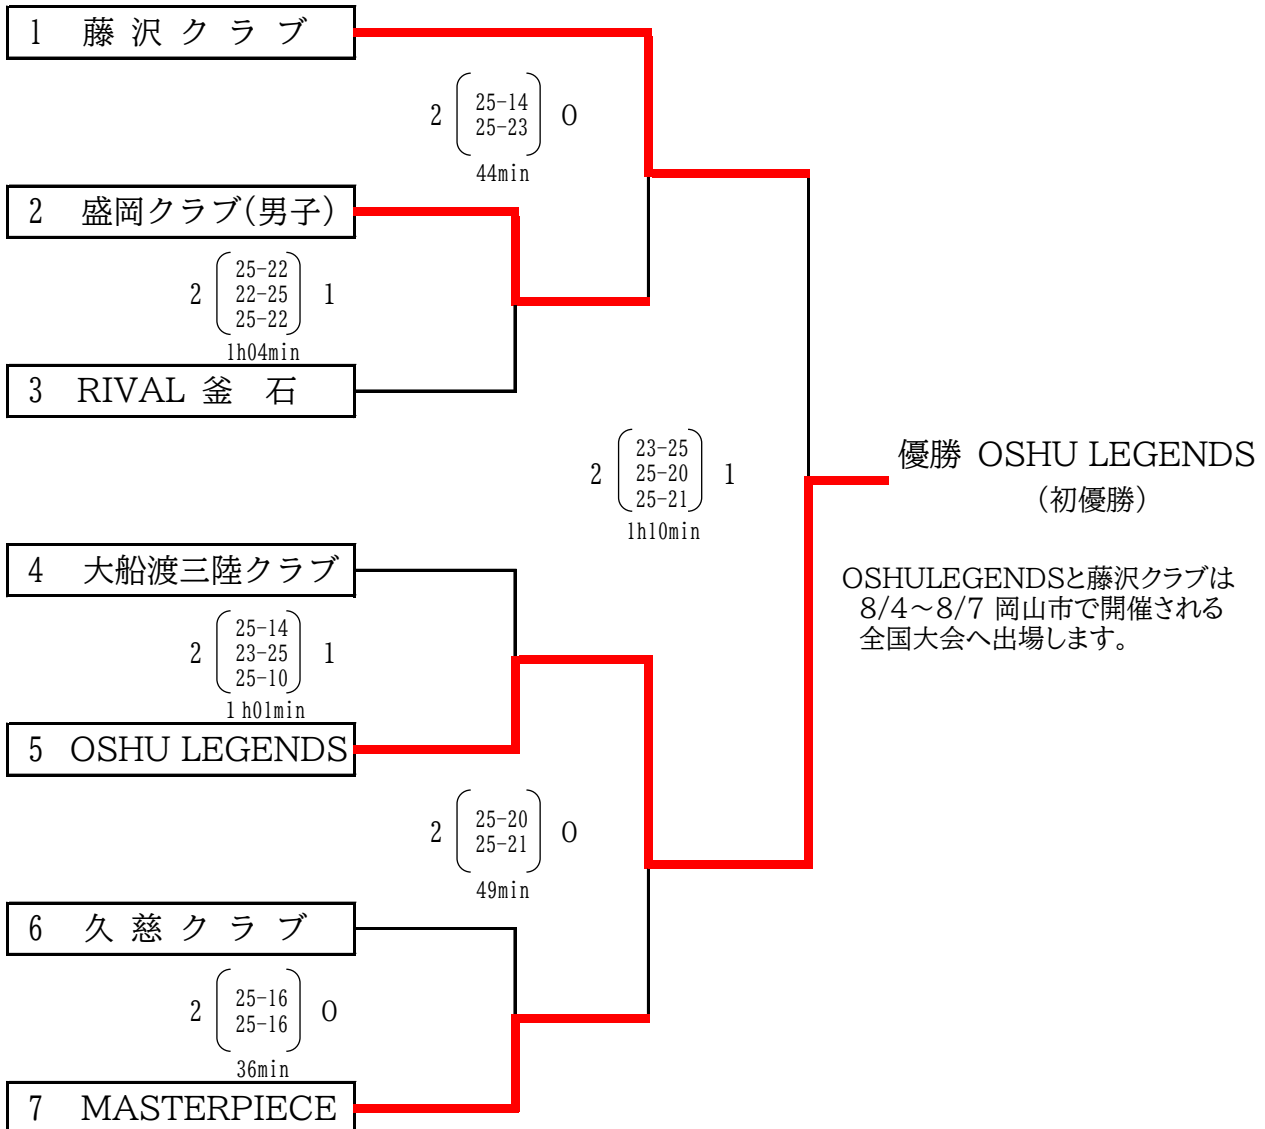 1 藤沢クラブ
2 25-14 0
25-23
44min
2 盛岡クラブ(男子)
25-22
2 22-25 1
25-22
1h04min
3 RIVAL 釜 石
23-25
2 25-20 1
25-21
1h10min
優勝 OSHU LEGENDS
(初優勝)
4 大船渡三陸クラブ
OSHULEGENDSと藤沢クラブは
8/4～8/7 岡山市で開催される
全国大会へ出場します。
25-14
2 23-25 1
25-10
1h01min
5 OSHU LEGENDS
2 25-20 0
25-21
49min
6 久慈クラブ
2 25-16 0
25-16
36min
7 MASTERPIECE